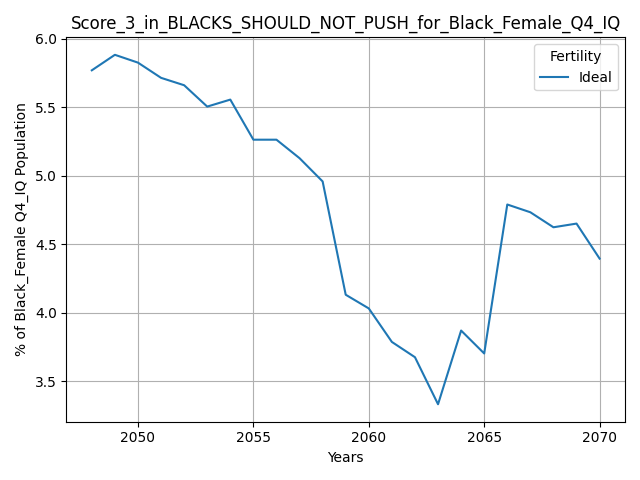 Score_3_in_BLACKS_SHOULD_NOT_PUSH_for_Black_Female_Q4_IQ
Fertility
Ideal
% of Black_Female Q4_IQ Population
6.0
5.5
5.0
4.5
4.0
3.5
2050 2055 2060 2065 2070
Years